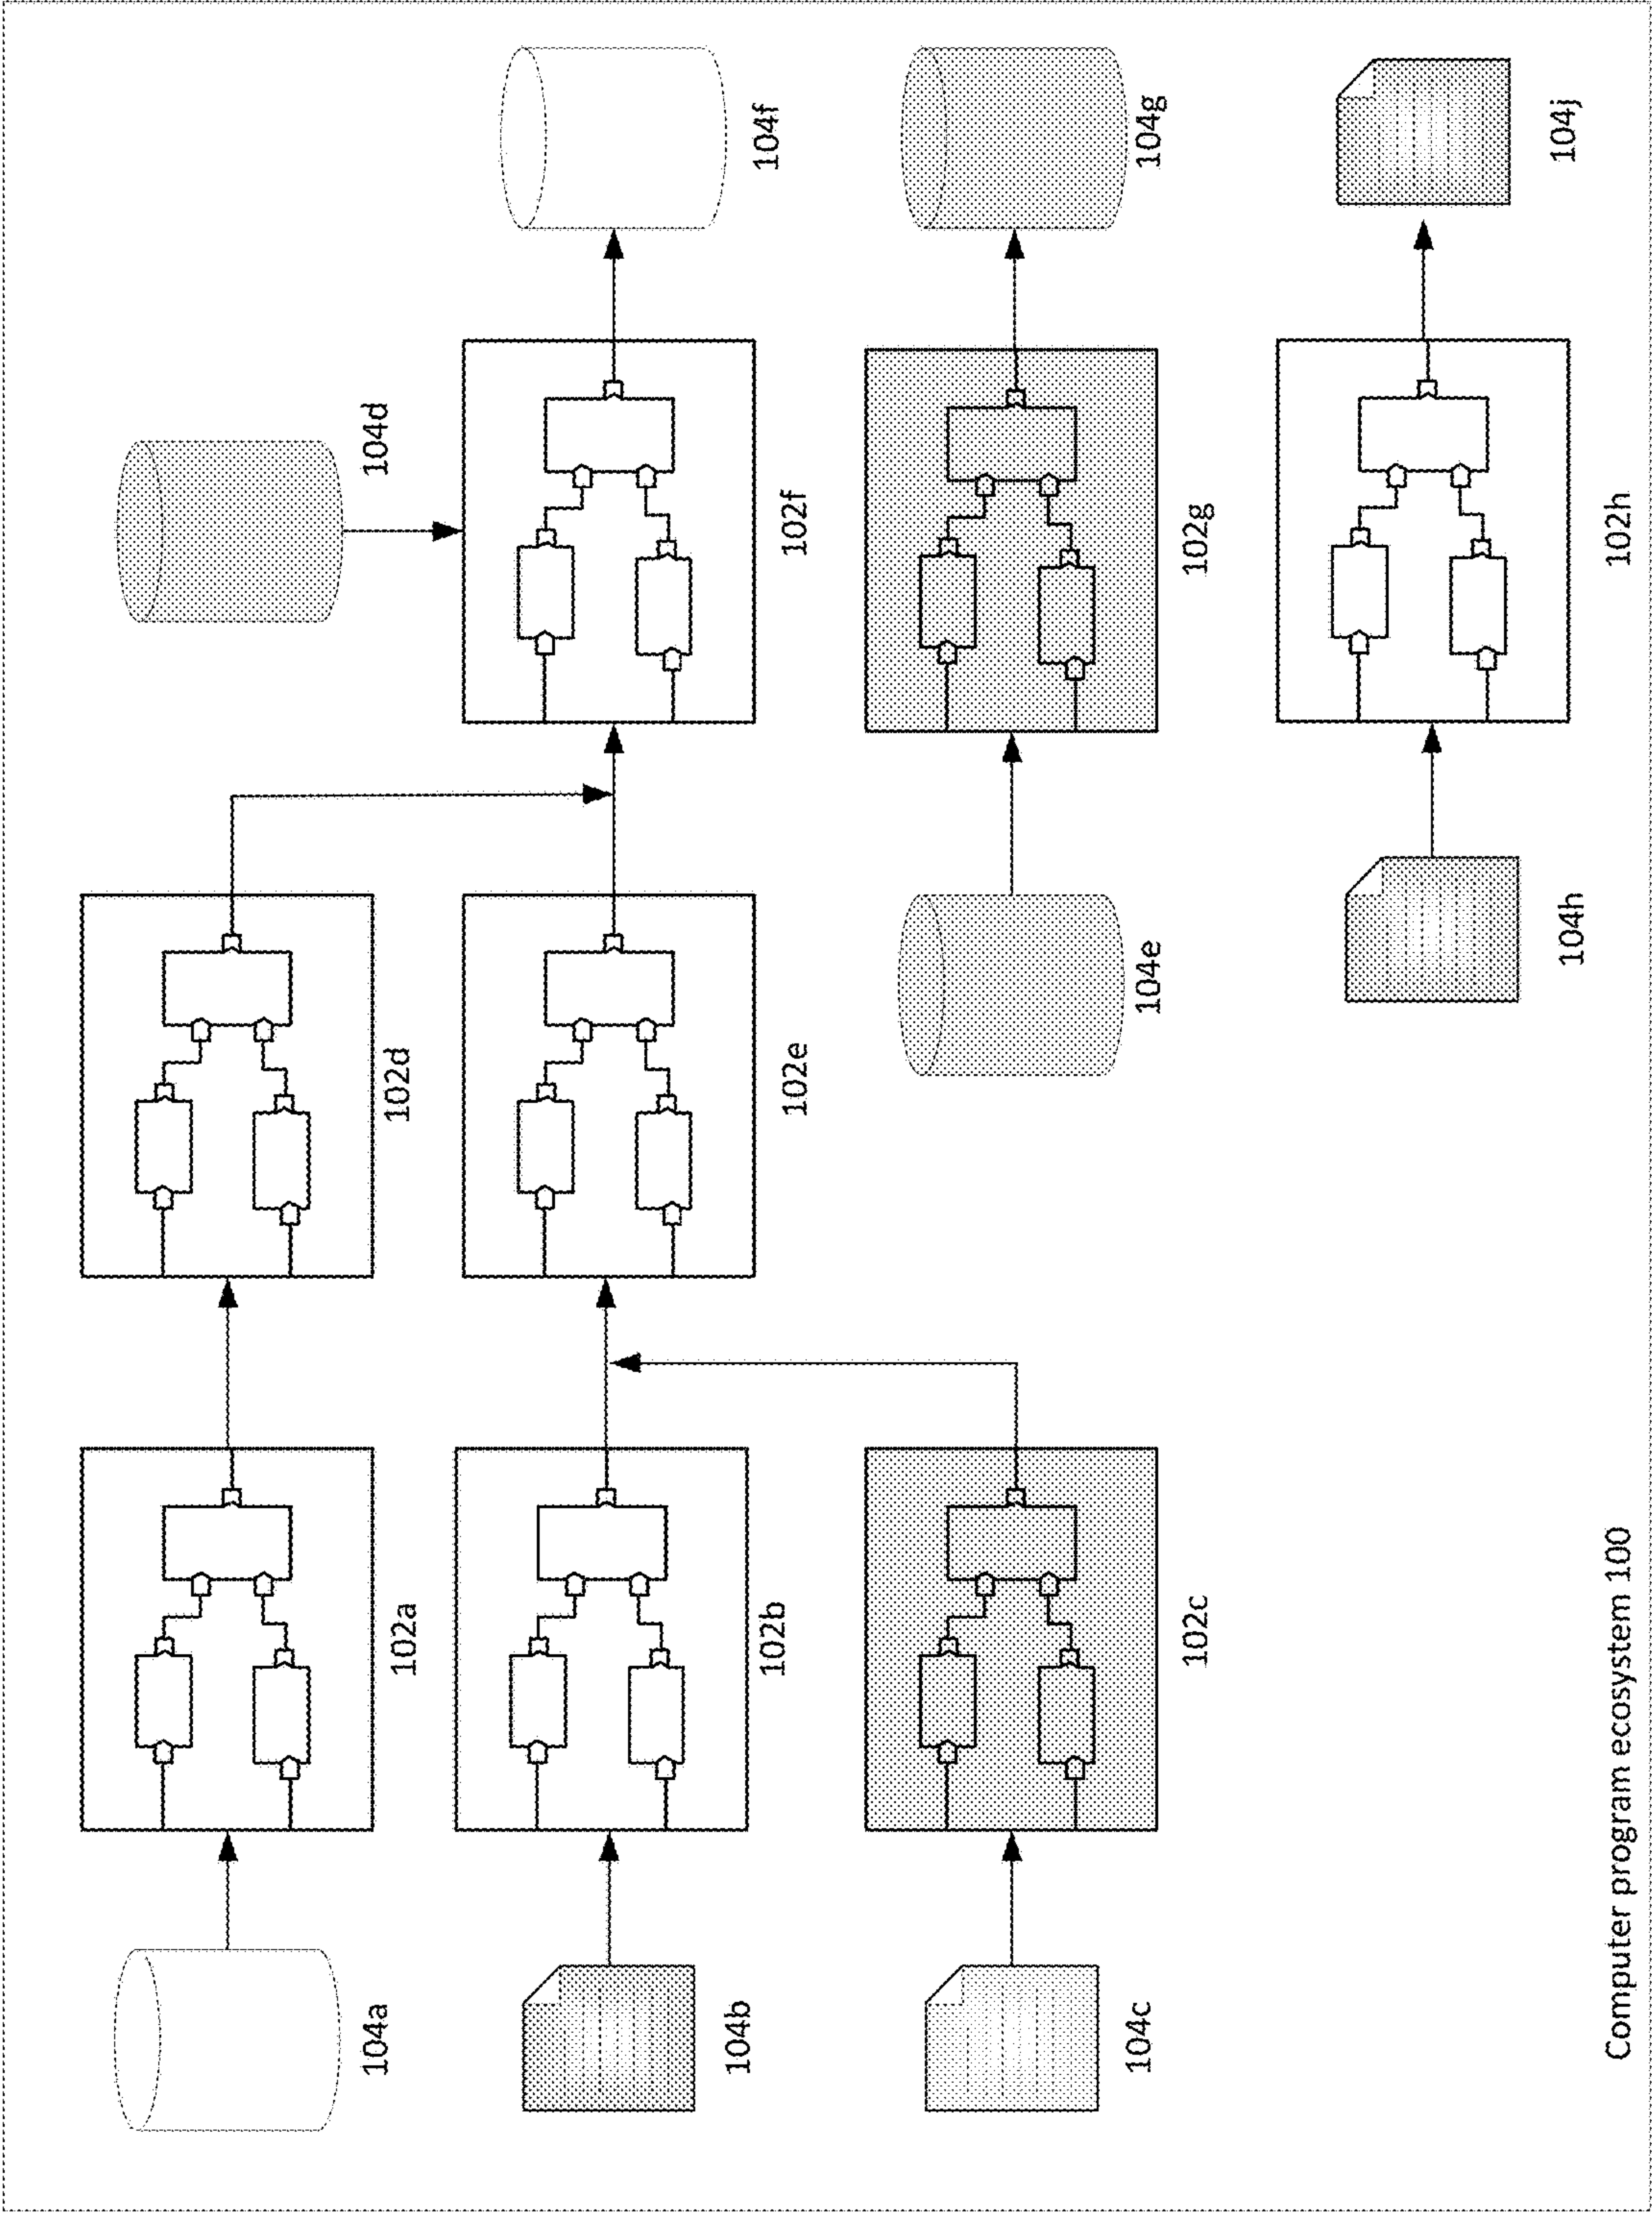 104a
102a
102d
104d
104b
102b
102e
102f
104f
104c
102c
104e
102g
104g
104h
102h
104j
Computer program ecosystem 100